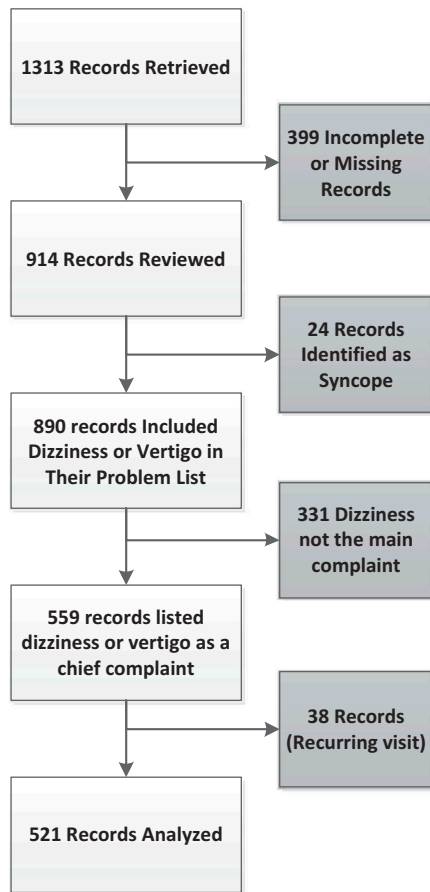 1313 Records Retrieved
399 Incomplete
or Missing
Records
914 Records Reviewed
24 Records
Identified as
Syncope
890 records Included
Dizziness or Vertigo in
Their Problem List
331 Dizziness
not the main
complaint
559 records listed
dizziness or vertigo as a
chief complaint
38 Records
(Recurring visit)
521 Records Analyzed